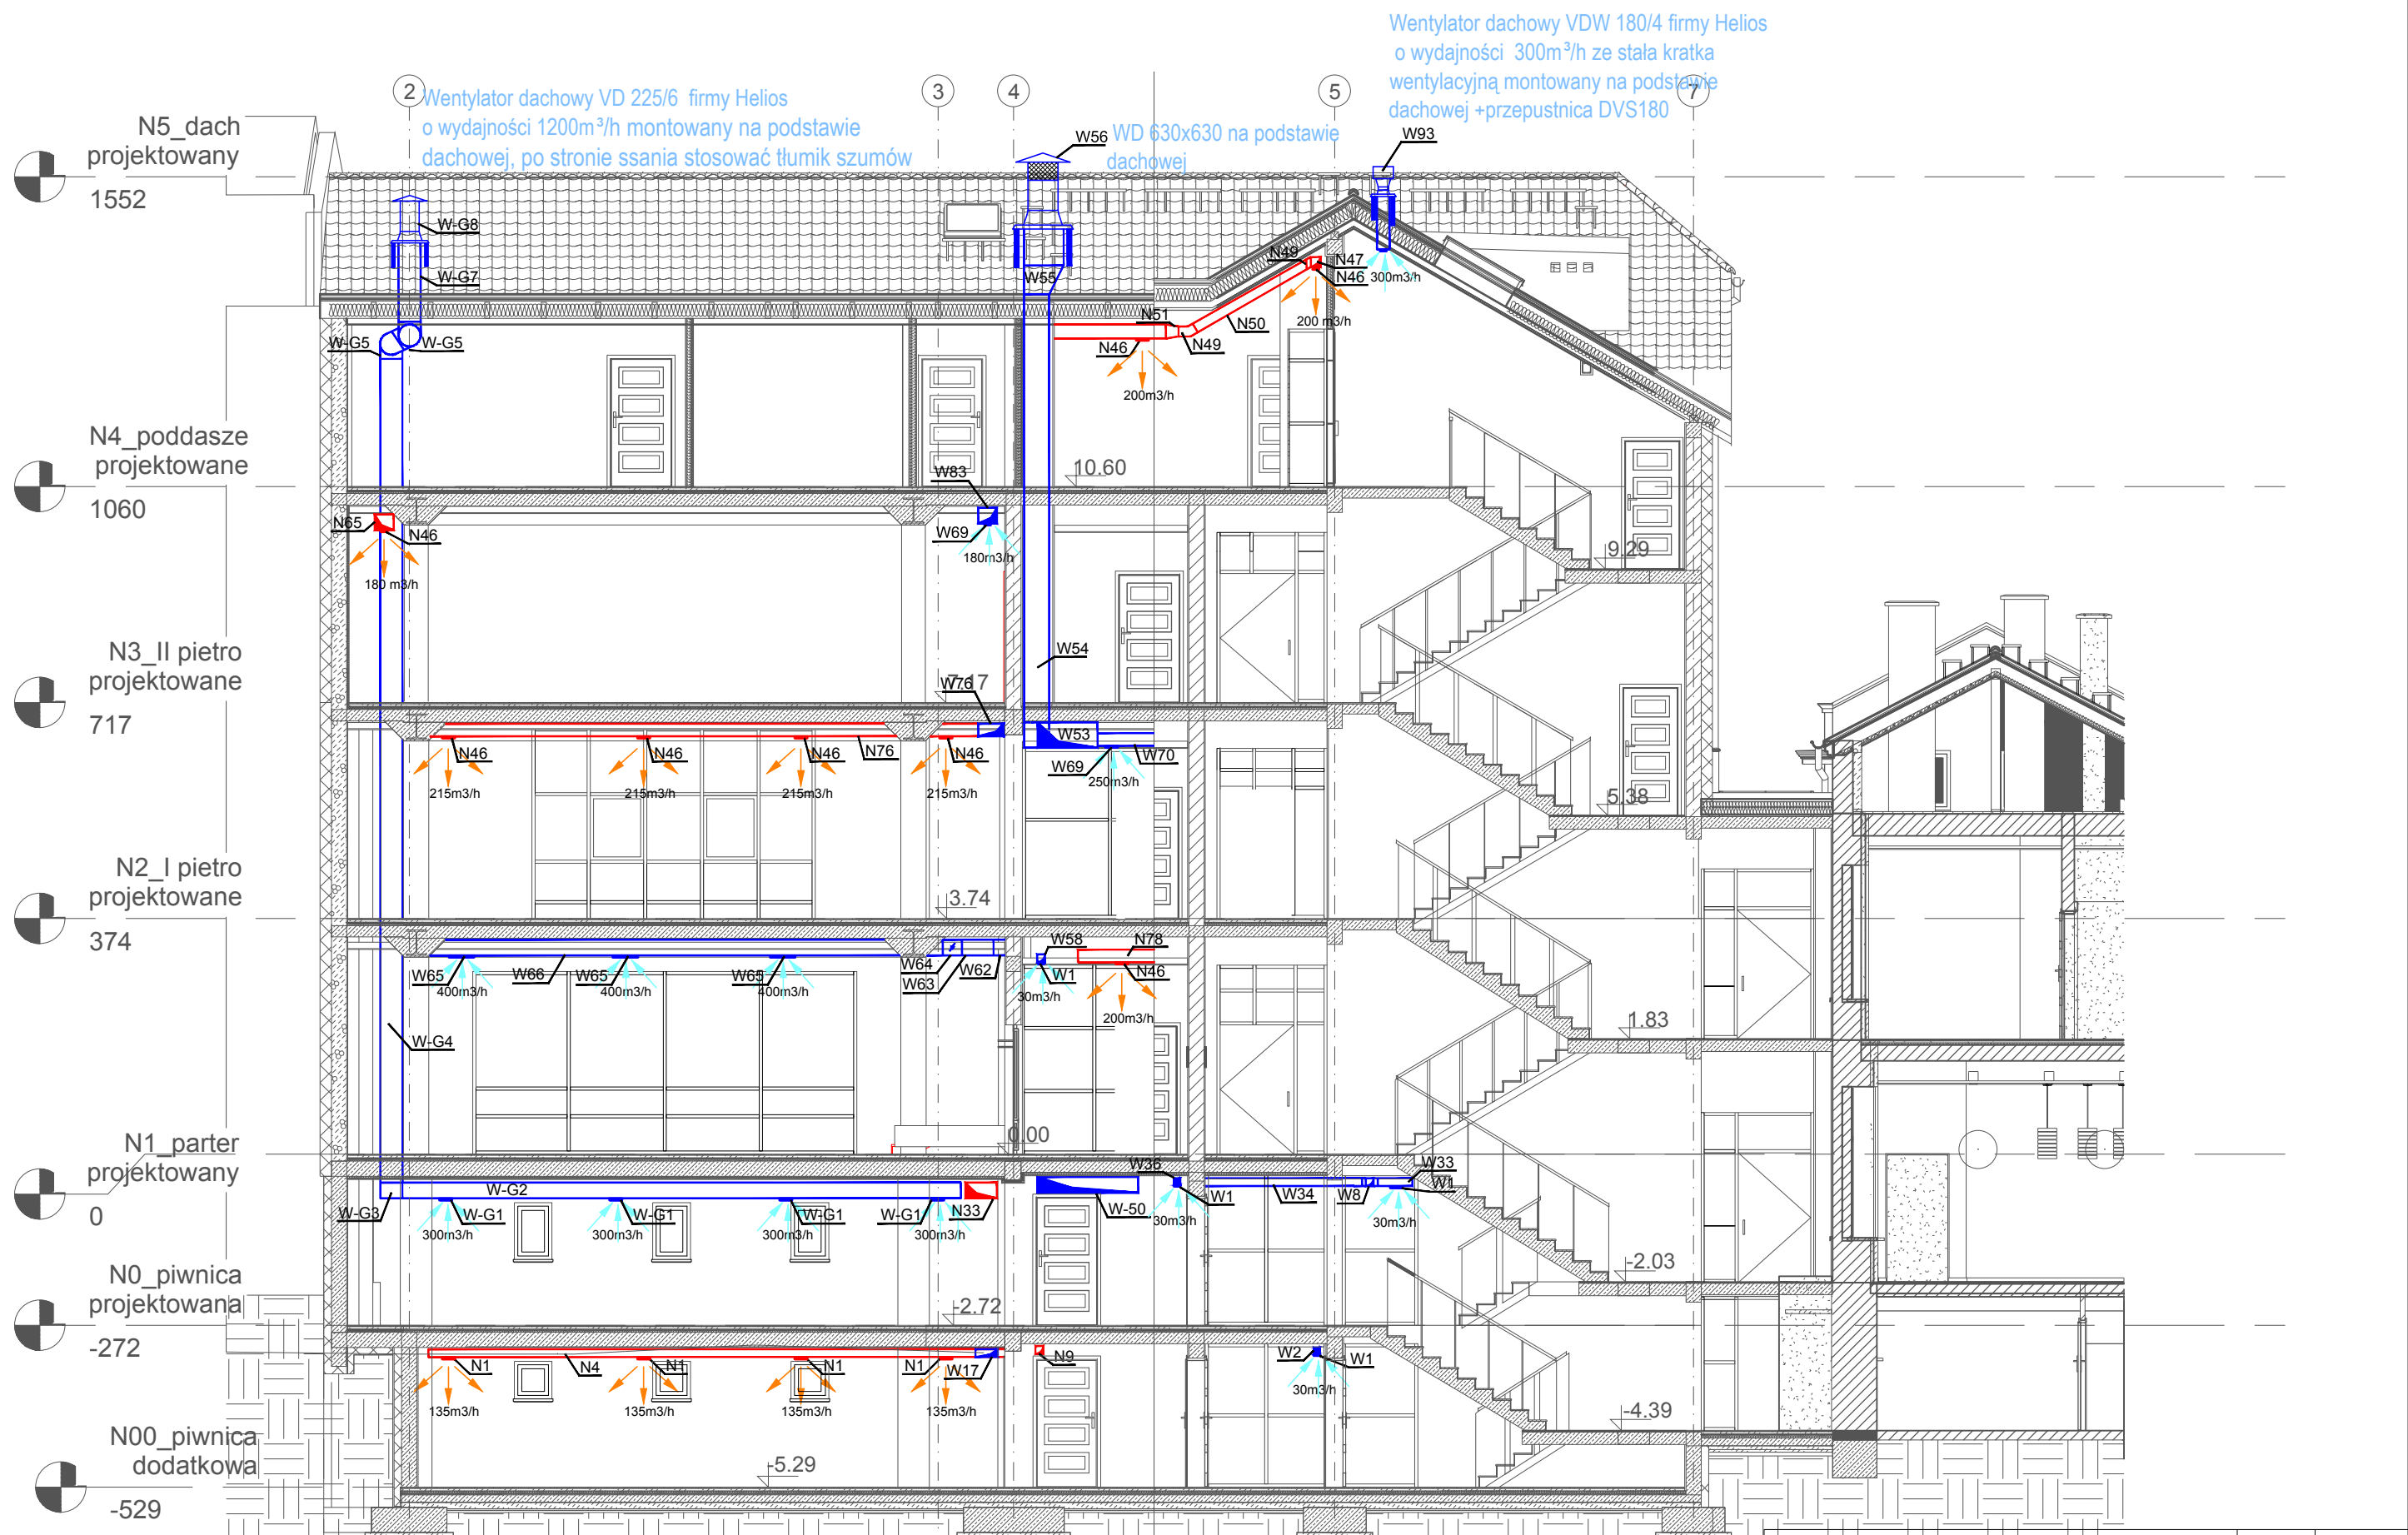 Wentylator dachowy VDW 180/4 firmy Helios
o wydajności 300m³/h ze stała kratka
wentylacyjną montowany na podstawie
dachowej +przepustnica DVS180
2
3
4
5
7
Wentylator dachowy VD 225/6 firmy Helios
o wydajności 1200m³/h montowany na podstawie
dachowej, po stronie ssania stosować tłumik szumów
W56
WD 630x630 na podstawie
dachowej
W93
N5_dach
projektowany
1552
W-G8
W-G7
W55
N49
N47
N46
300m3/h
N51
N50
200 m3/h
W-G5
W-G5
N46
N49
200m3/h
N4_poddasze
projektowane
1060
W83
10.60
N65
N46
W69
180 m3/h
180m3/h
9.29
N3_II pietro
projektowane
717
W54
W76
7.17
N46
N46
N46
N76
N46
W53
W69
W70
215m3/h
215m3/h
215m3/h
215m3/h
250m3/h
5.38
N2_I pietro
projektowane
374
3.74
W65
W66
W65
W65
W64
W63
W62
W58
W1
N78
N46
400m3/h
400m3/h
400m3/h
30m3/h
200m3/h
1.83
W-G4
N1_parter
projektowany
0
0.00
W-G2
W-G3
W-G1
W-G1
W-G1
W-G1
N33
W-50
W36
W1
W34
W8
W33
W1
300m3/h
300m3/h
300m3/h
300m3/h
30m3/h
30m3/h
-2.03
N0_piwnica
projektowana
-272
-2.72
N1
N4
N1
N1
N1
W17
N9
W2
W1
135m3/h
135m3/h
135m3/h
135m3/h
30m3/h
-4.39
N00_piwnica
dodatkowa
-529
-5.29